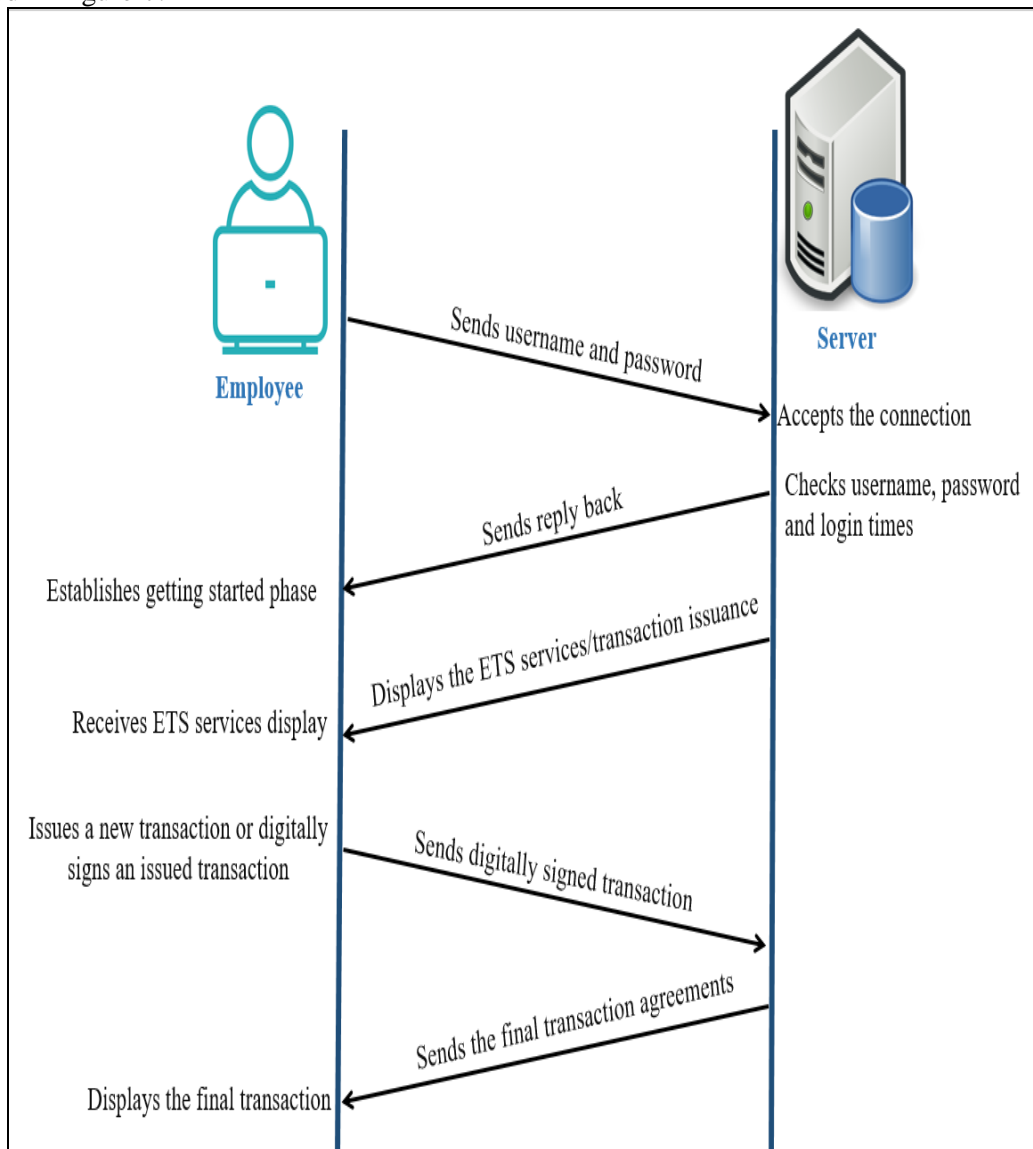 Sends username and password
Server
Employee
Accepts the connection
Checks username, password
and login times
Sends reply back
Establishes getting started phase
Displays the ETS services/transaction issuance
Receives ETS services display
Issues a new transaction or digitally
signs an issued transaction
Sends digitally signed transaction
Sends the final transaction agreements
Displays the final transaction